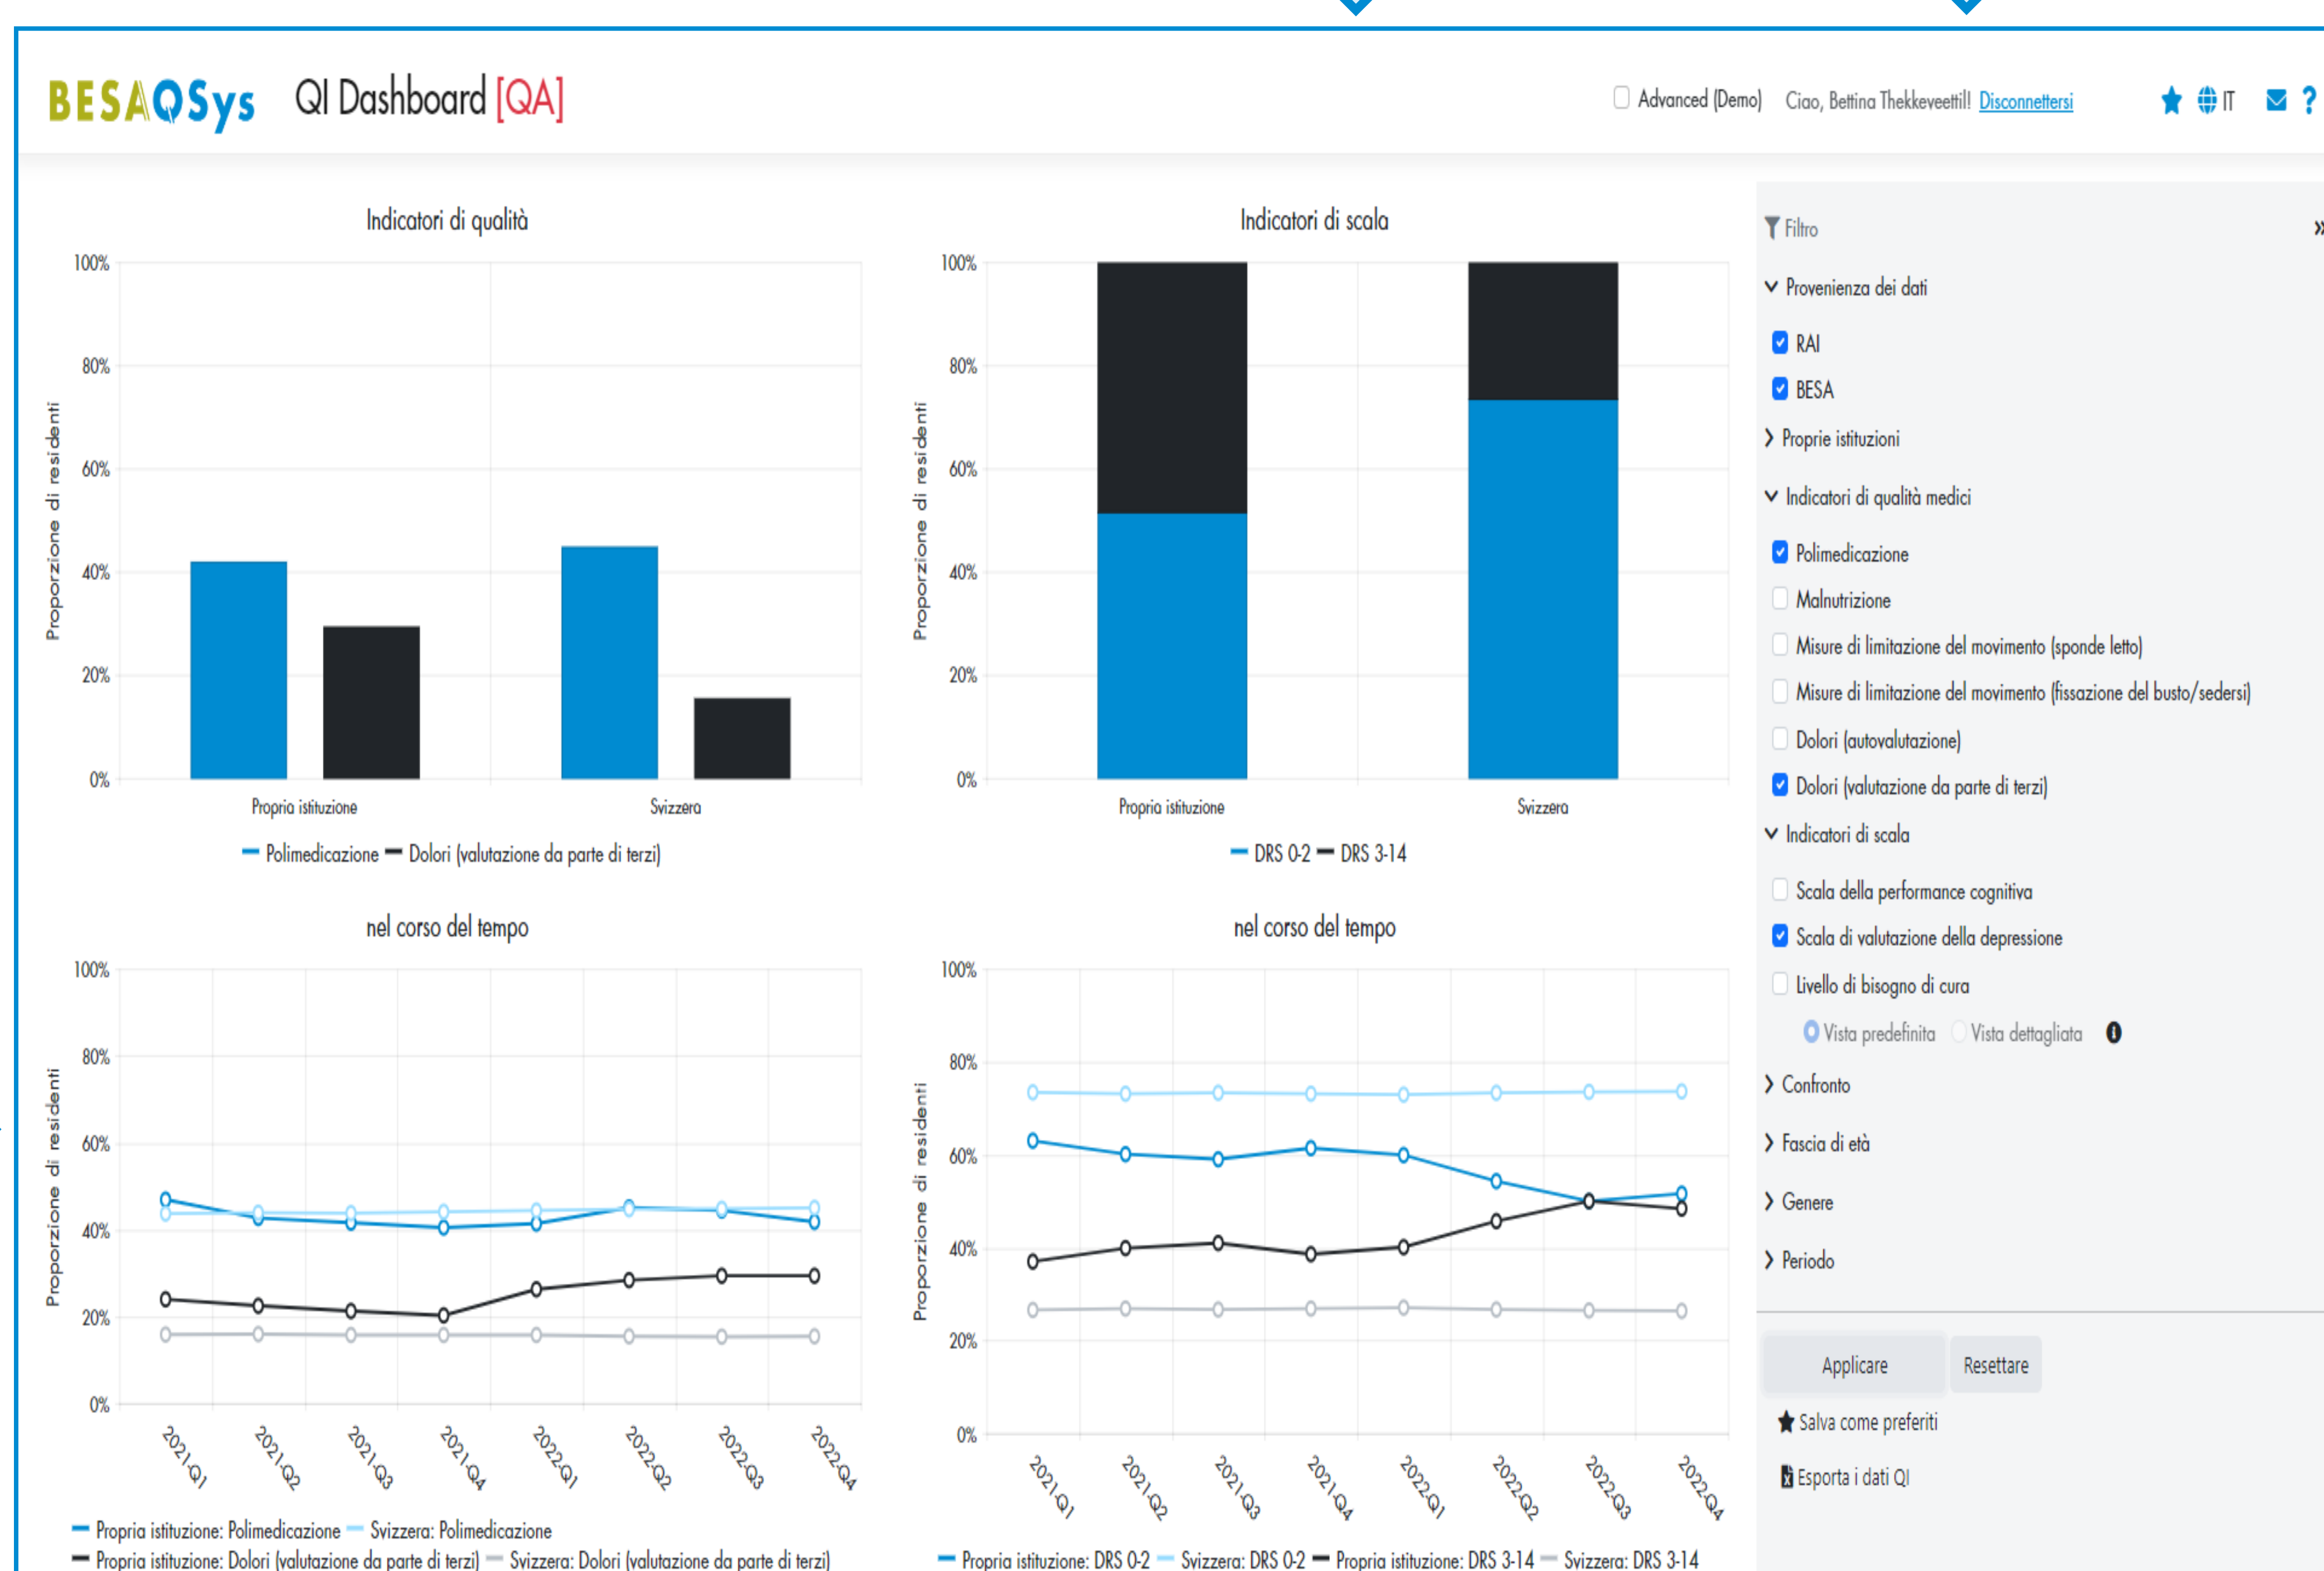 BESAQSys QI Dashboard [QA]
Advanced (Demo) Ciao, Bettina Thekkeveettil! Disconnettersi IT ?
Indicatori di qualità
100%
80%
60%
40%
20%
0%
Proporzione di residenti
Propria istituzione Svizzera
Polimedicazione Dolori (valutazione da parte di terzi)
Indicatori di scala
100%
80%
60%
40%
20%
0%
Proporzione di residenti
Propria istituzione Svizzera
DRS 0-2 DRS 3-14
nel corso del tempo
100%
80%
60%
40%
20%
0%
Proporzione di residenti
2021-Q1 2021-Q2 2021-Q3 2021-Q4 2022-Q1 2022-Q2 2022-Q3 2022-Q4
Propria istituzione: Polimedicazione Svizzera: Polimedicazione
Propria istituzione: Dolori (valutazione da parte di terzi) Svizzera: Dolori (valutazione da parte di terzi)
nel corso del tempo
100%
80%
60%
40%
20%
0%
Proporzione di residenti
2021-Q1 2021-Q2 2021-Q3 2021-Q4 2022-Q1 2022-Q2 2022-Q3 2022-Q4
Propria istituzione: DRS 0-2 Svizzera: DRS 0-2 Propria istituzione: DRS 3-14 Svizzera: DRS 3-14
Filtro »
Provenienza dei dati
RAI
BESA
Proprie istituzioni
Indicatori di qualità medici
Polimedicazione
Malnutrizione
Misure di limitazione del movimento (sponde letto)
Misure di limitazione del movimento (fissazione del busto/sedersi)
Dolori (autovalutazione)
Dolori (valutazione da parte di terzi)
Indicatori di scala
Scala della performance cognitiva
Scala di valutazione della depressione
Livello di bisogno di cura
Vista predefinita Vista dettagliata
Confronto
Fascia di età
Genere
Periodo
Applicare Resettare
Salva come preferiti
Esporta i dati QI